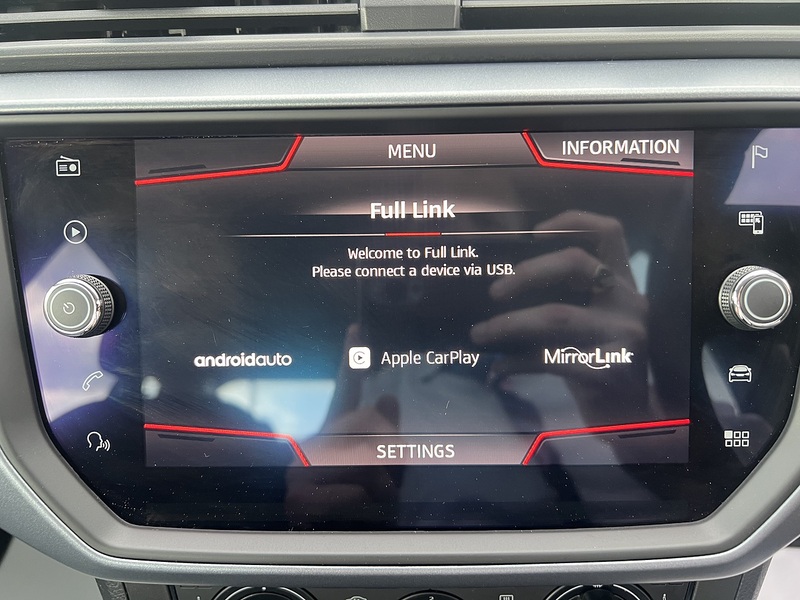 MENU
INFORMATION
Full Link
Welcome to Full Link.
Please connect a device via USB.
androidauto
Apple CarPlay
MirrorLink
SETTINGS